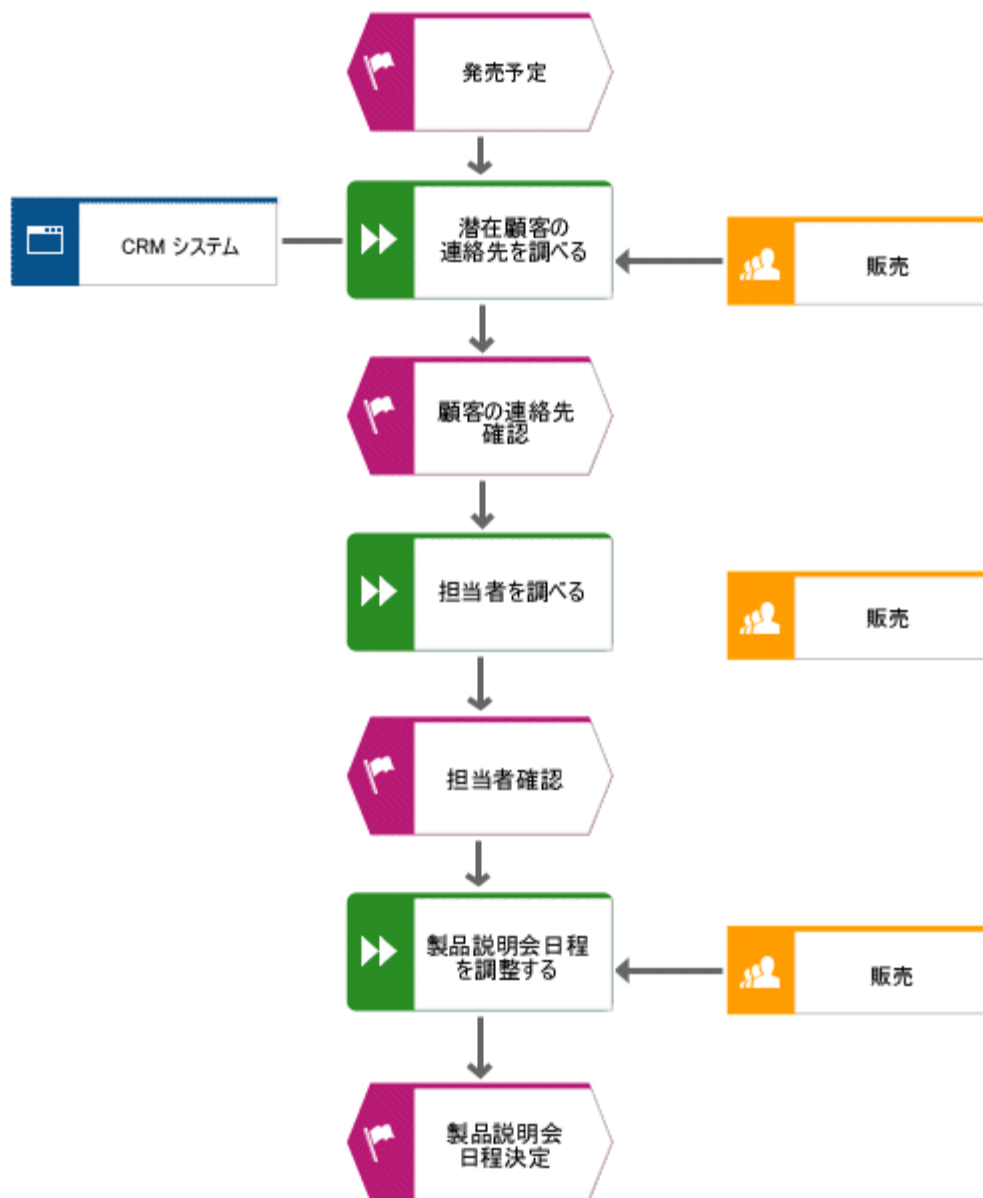 発売予定
CRM システム
潜在顧客の
連絡先を調べる
販売
顧客の連絡先
確認
担当者を調べる
販売
担当者確認
製品説明会日程
を調整する
販売
製品説明会
日程決定